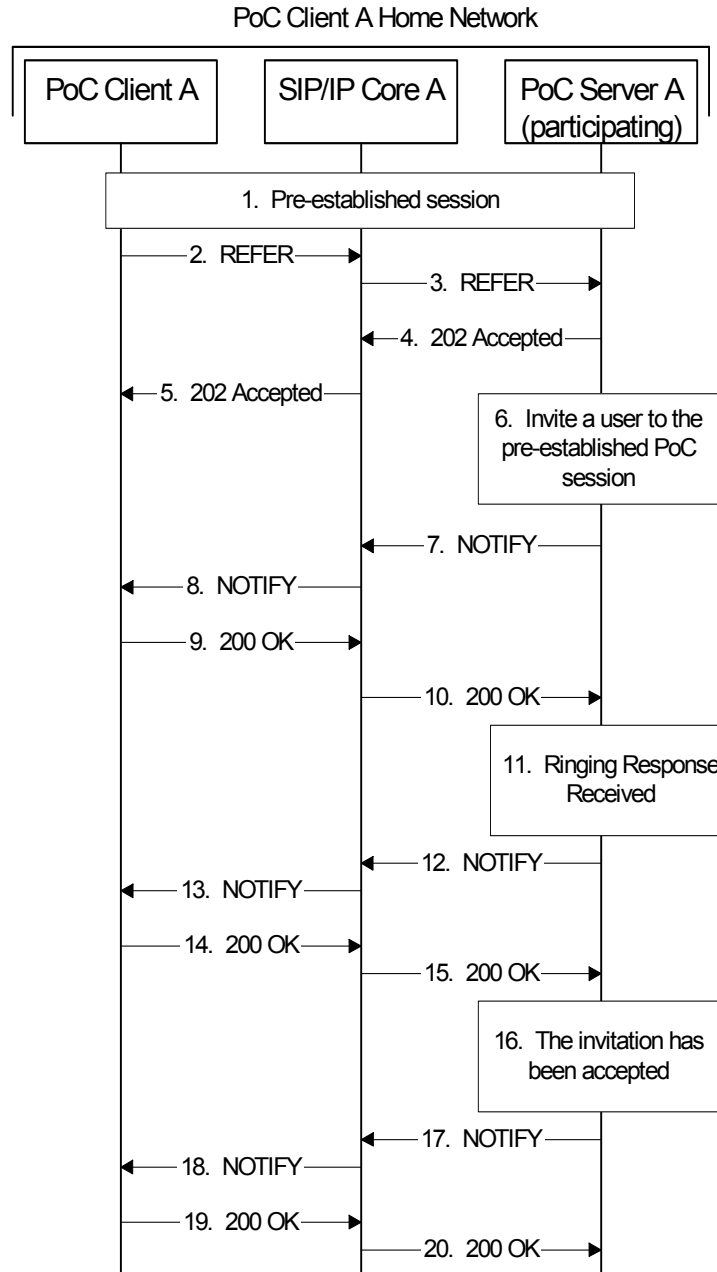 PoC Client A Home Network
PoC Client A
SIP/IP Core A
PoC Server A
(participating)
1. Pre-established session
2. REFER
3. REFER
4. 202 Accepted
5. 202 Accepted
6. Invite a user to the
pre-established PoC
session
7. NOTIFY
8. NOTIFY
9. 200 OK
10. 200 OK
11. Ringing Response
Received
12. NOTIFY
13. NOTIFY
14. 200 OK
15. 200 OK
16. The invitation has
been accepted
17. NOTIFY
18. NOTIFY
19. 200 OK
20. 200 OK